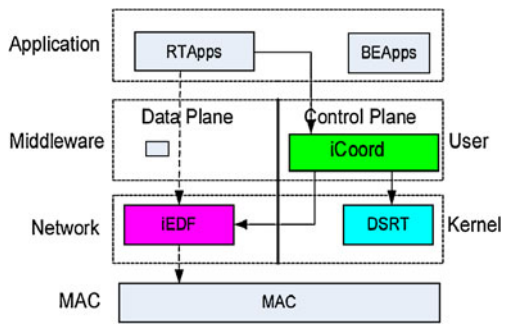 Application
RTApps
BEApps
Data Plane
Control Plane
Middleware
iCoord
User
Network
iEDF
DSRT
Kernel
MAC
MAC